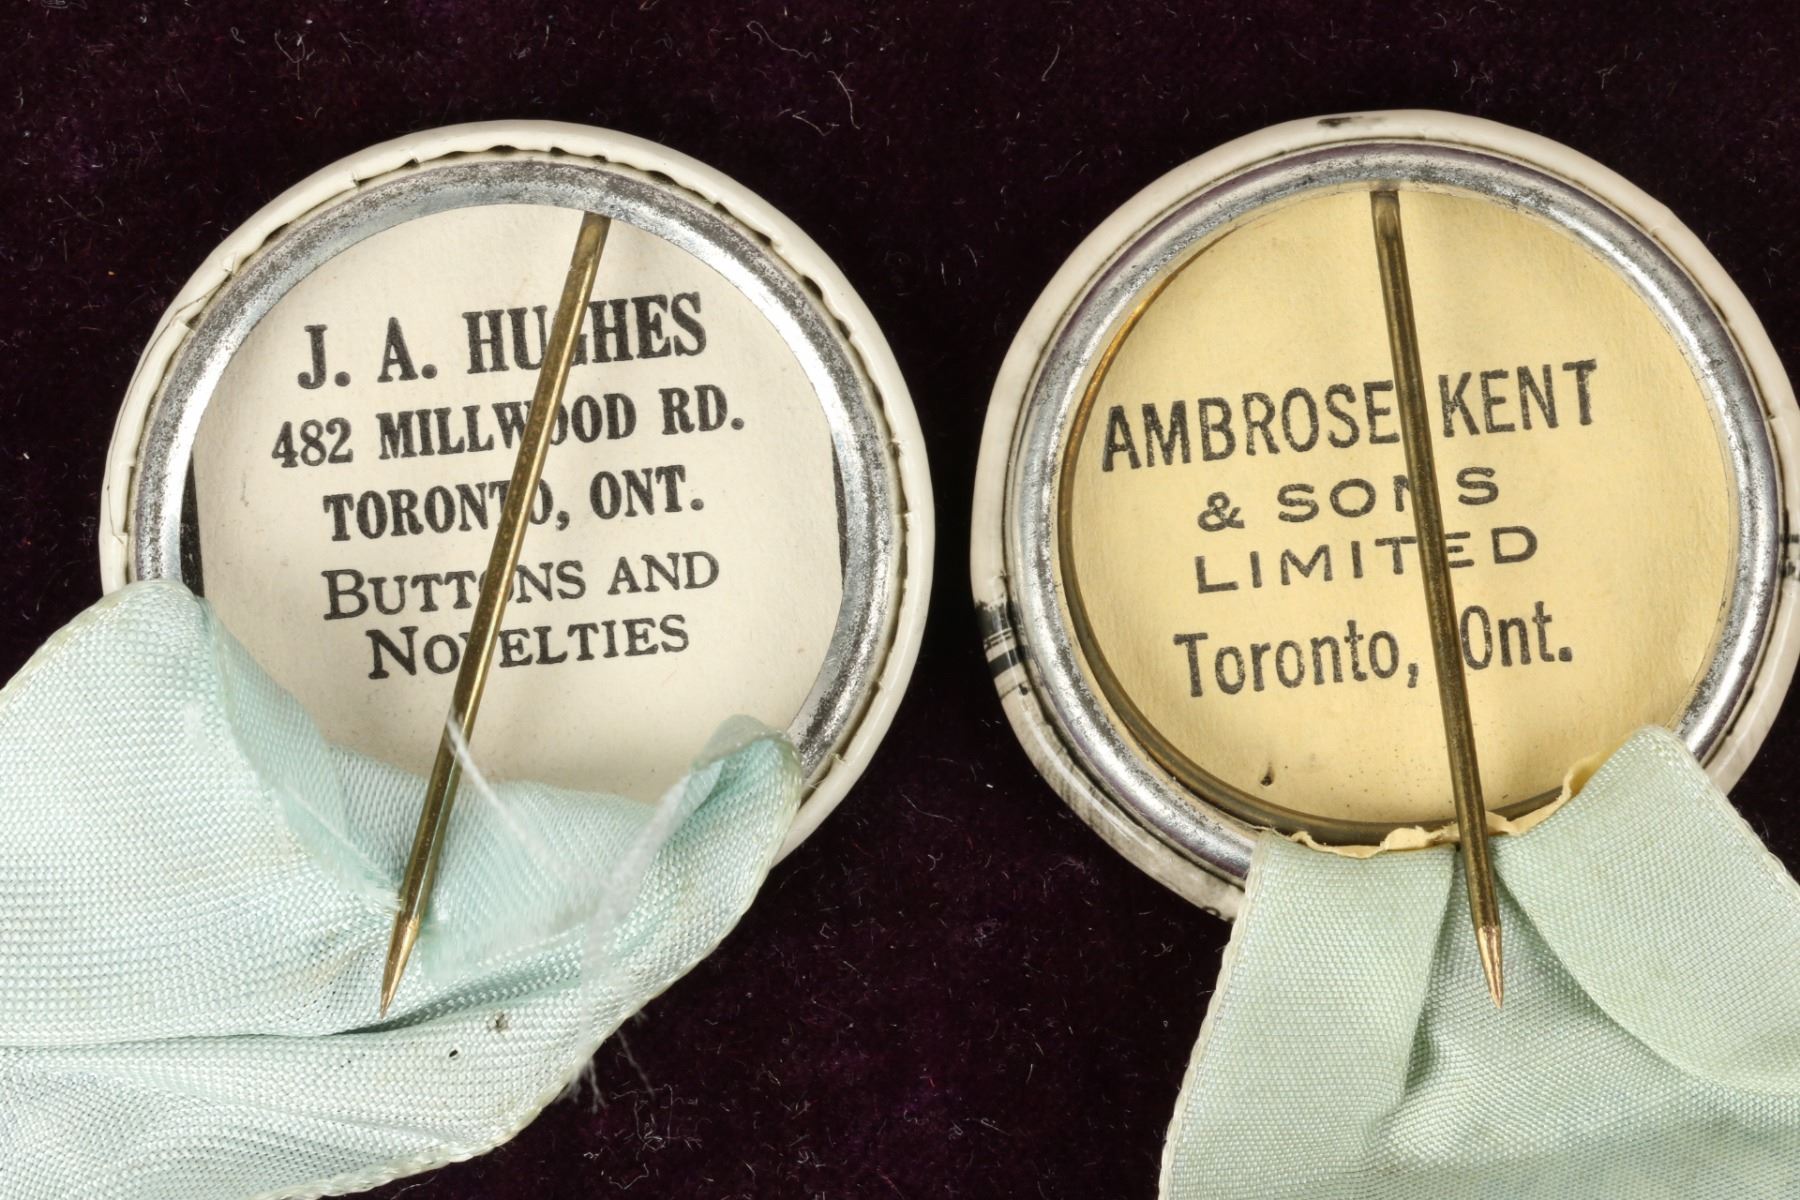 J. A. HUGHES
482 MILLWOOD RD.
TORONTO, ONT.
BUTTONS AND
NOVELTIES
AMBROSE KENT
& SONS
LIMITED
Toronto, Ont.